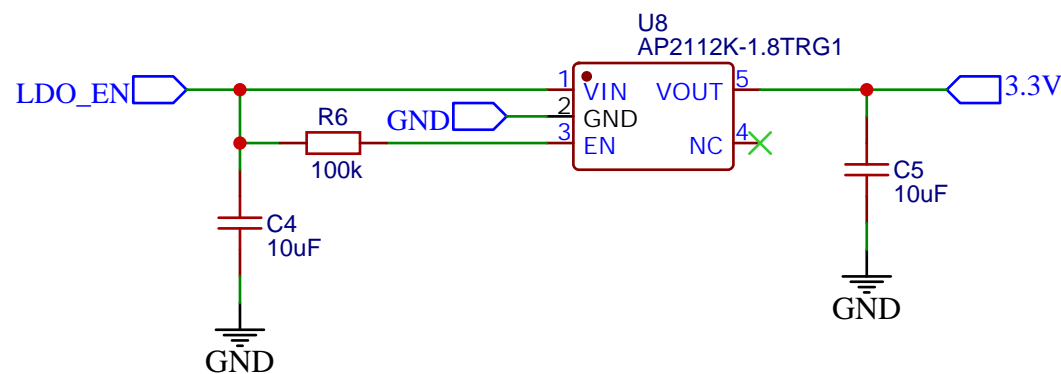 U8
AP2112K-1.8TRG1
LDO_EN
1
VIN
VOUT
5
3.3V
GND
2
GND
R6
100k
3
EN
NC
4
C4
10uF
C5
10uF
GND
GND